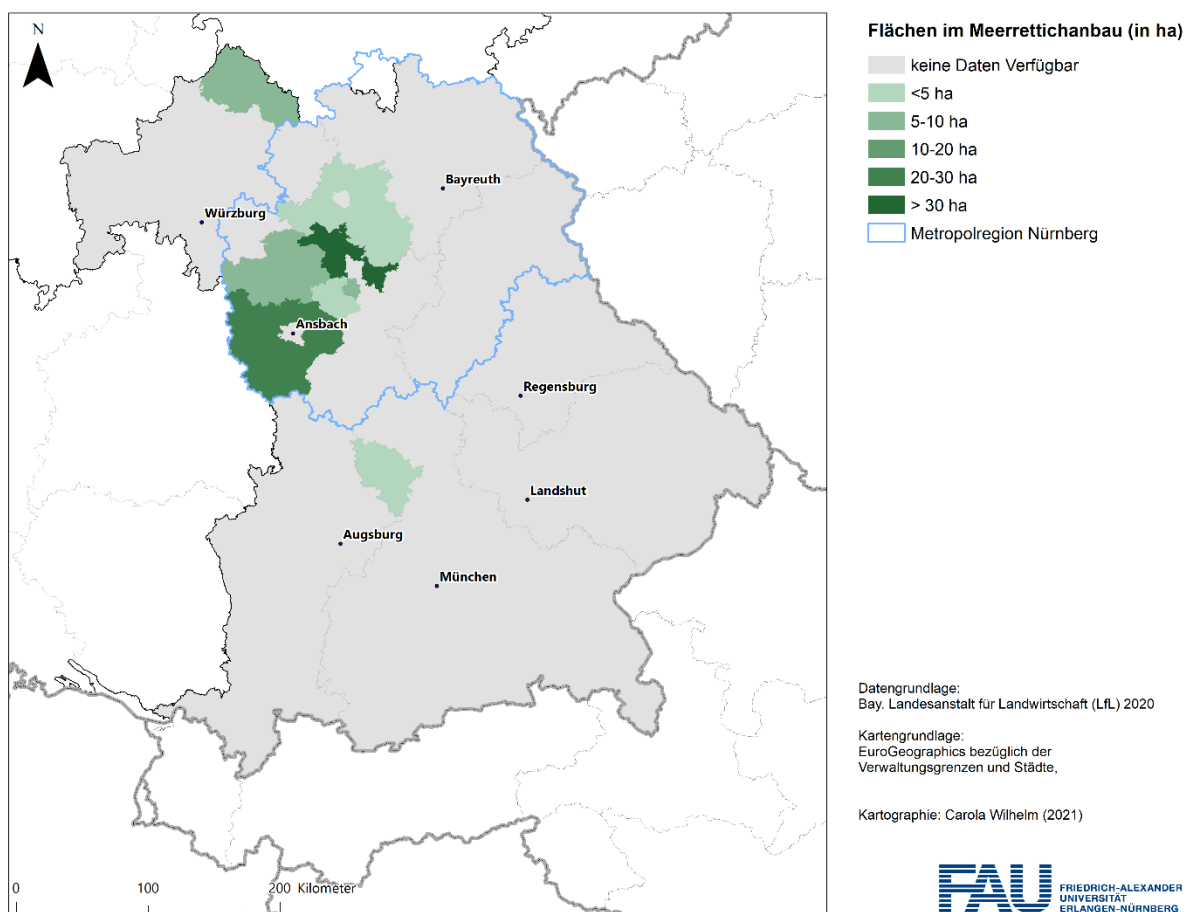 N
Bayreuth
Würzburg
Ansbach
Regensburg
Landshut
Augsburg
München
0 100 200 Kilometer
Flächen im Meerrettichanbau (in ha)
keine Daten Verfügbar
<5 ha
5-10 ha
10-20 ha
20-30 ha
> 30 ha
Metropolregion Nürnberg
Datengrundlage:
Bay. Landesanstalt für Landwirtschaft (LfL) 2020
Kartengrundlage:
EuroGeographics bezüglich der
Verwaltungsgrenzen und Städte,
Kartographie: Carola Wilhelm (2021)
FAU
FRIEDRICH-ALEXANDER
UNIVERSITÄT
ERLANGEN-NÜRNBERG